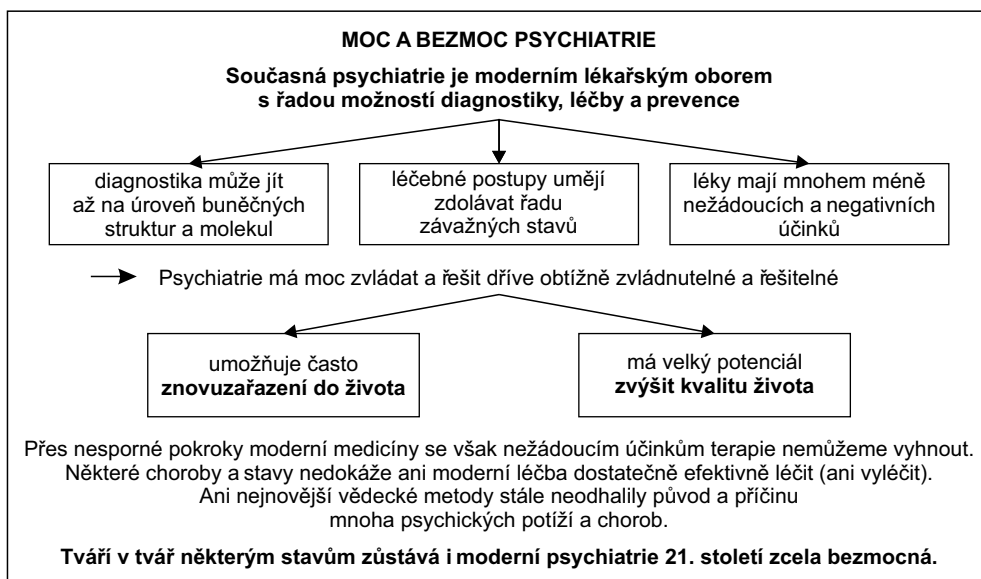 MOC A BEZMOC PSYCHIATRIE
Současná psychiatrie je moderním lékařským oborem
s řadou možností diagnostiky, léčby a prevence
diagnostika může jít
až na úroveň buněčných
struktur a molekul
léčebné postupy umějí
zdolávat řadu
závažných stavů
léky mají mnohem méně
nežádoucích a negativních
účinků
Psychiatrie má moc zvládat a řešit dříve obtížně zvládnutelné a řešitelné
umožňuje často
znovuzařazení do života
má velký potenciál
zvýšit kvalitu života
Přes nesporné pokroky moderní medicíny se však nežádoucím účinkům terapie nemůžeme vyhnout.
Některé choroby a stavy nedokáže ani moderní léčba dostatečně efektivně léčit (ani vyléčit).
Ani nejnovější vědecké metody stále neodhalily původ a příčinu
mnoha psychických potíží a chorob.
Tváří v tvář některým stavům zůstává i moderní psychiatrie 21. století zcela bezmocná.